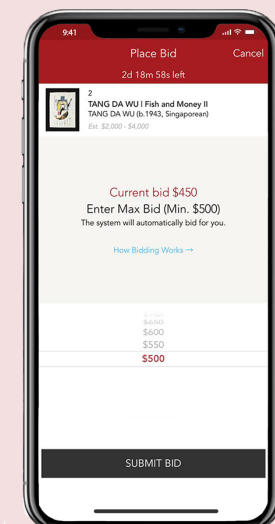 9:41
Place Bid
Cancel
2d 18m 58s left
2
TANG DA WU | Fish and Money II
TANG DA WU (b.1943, Singaporean)
Est. $2,000 - $4,000
Current bid $450
Enter Max Bid (Min. $500)
The system will automatically bid for you.
How Bidding Works →
$650
$600
$550
$500
SUBMIT BID